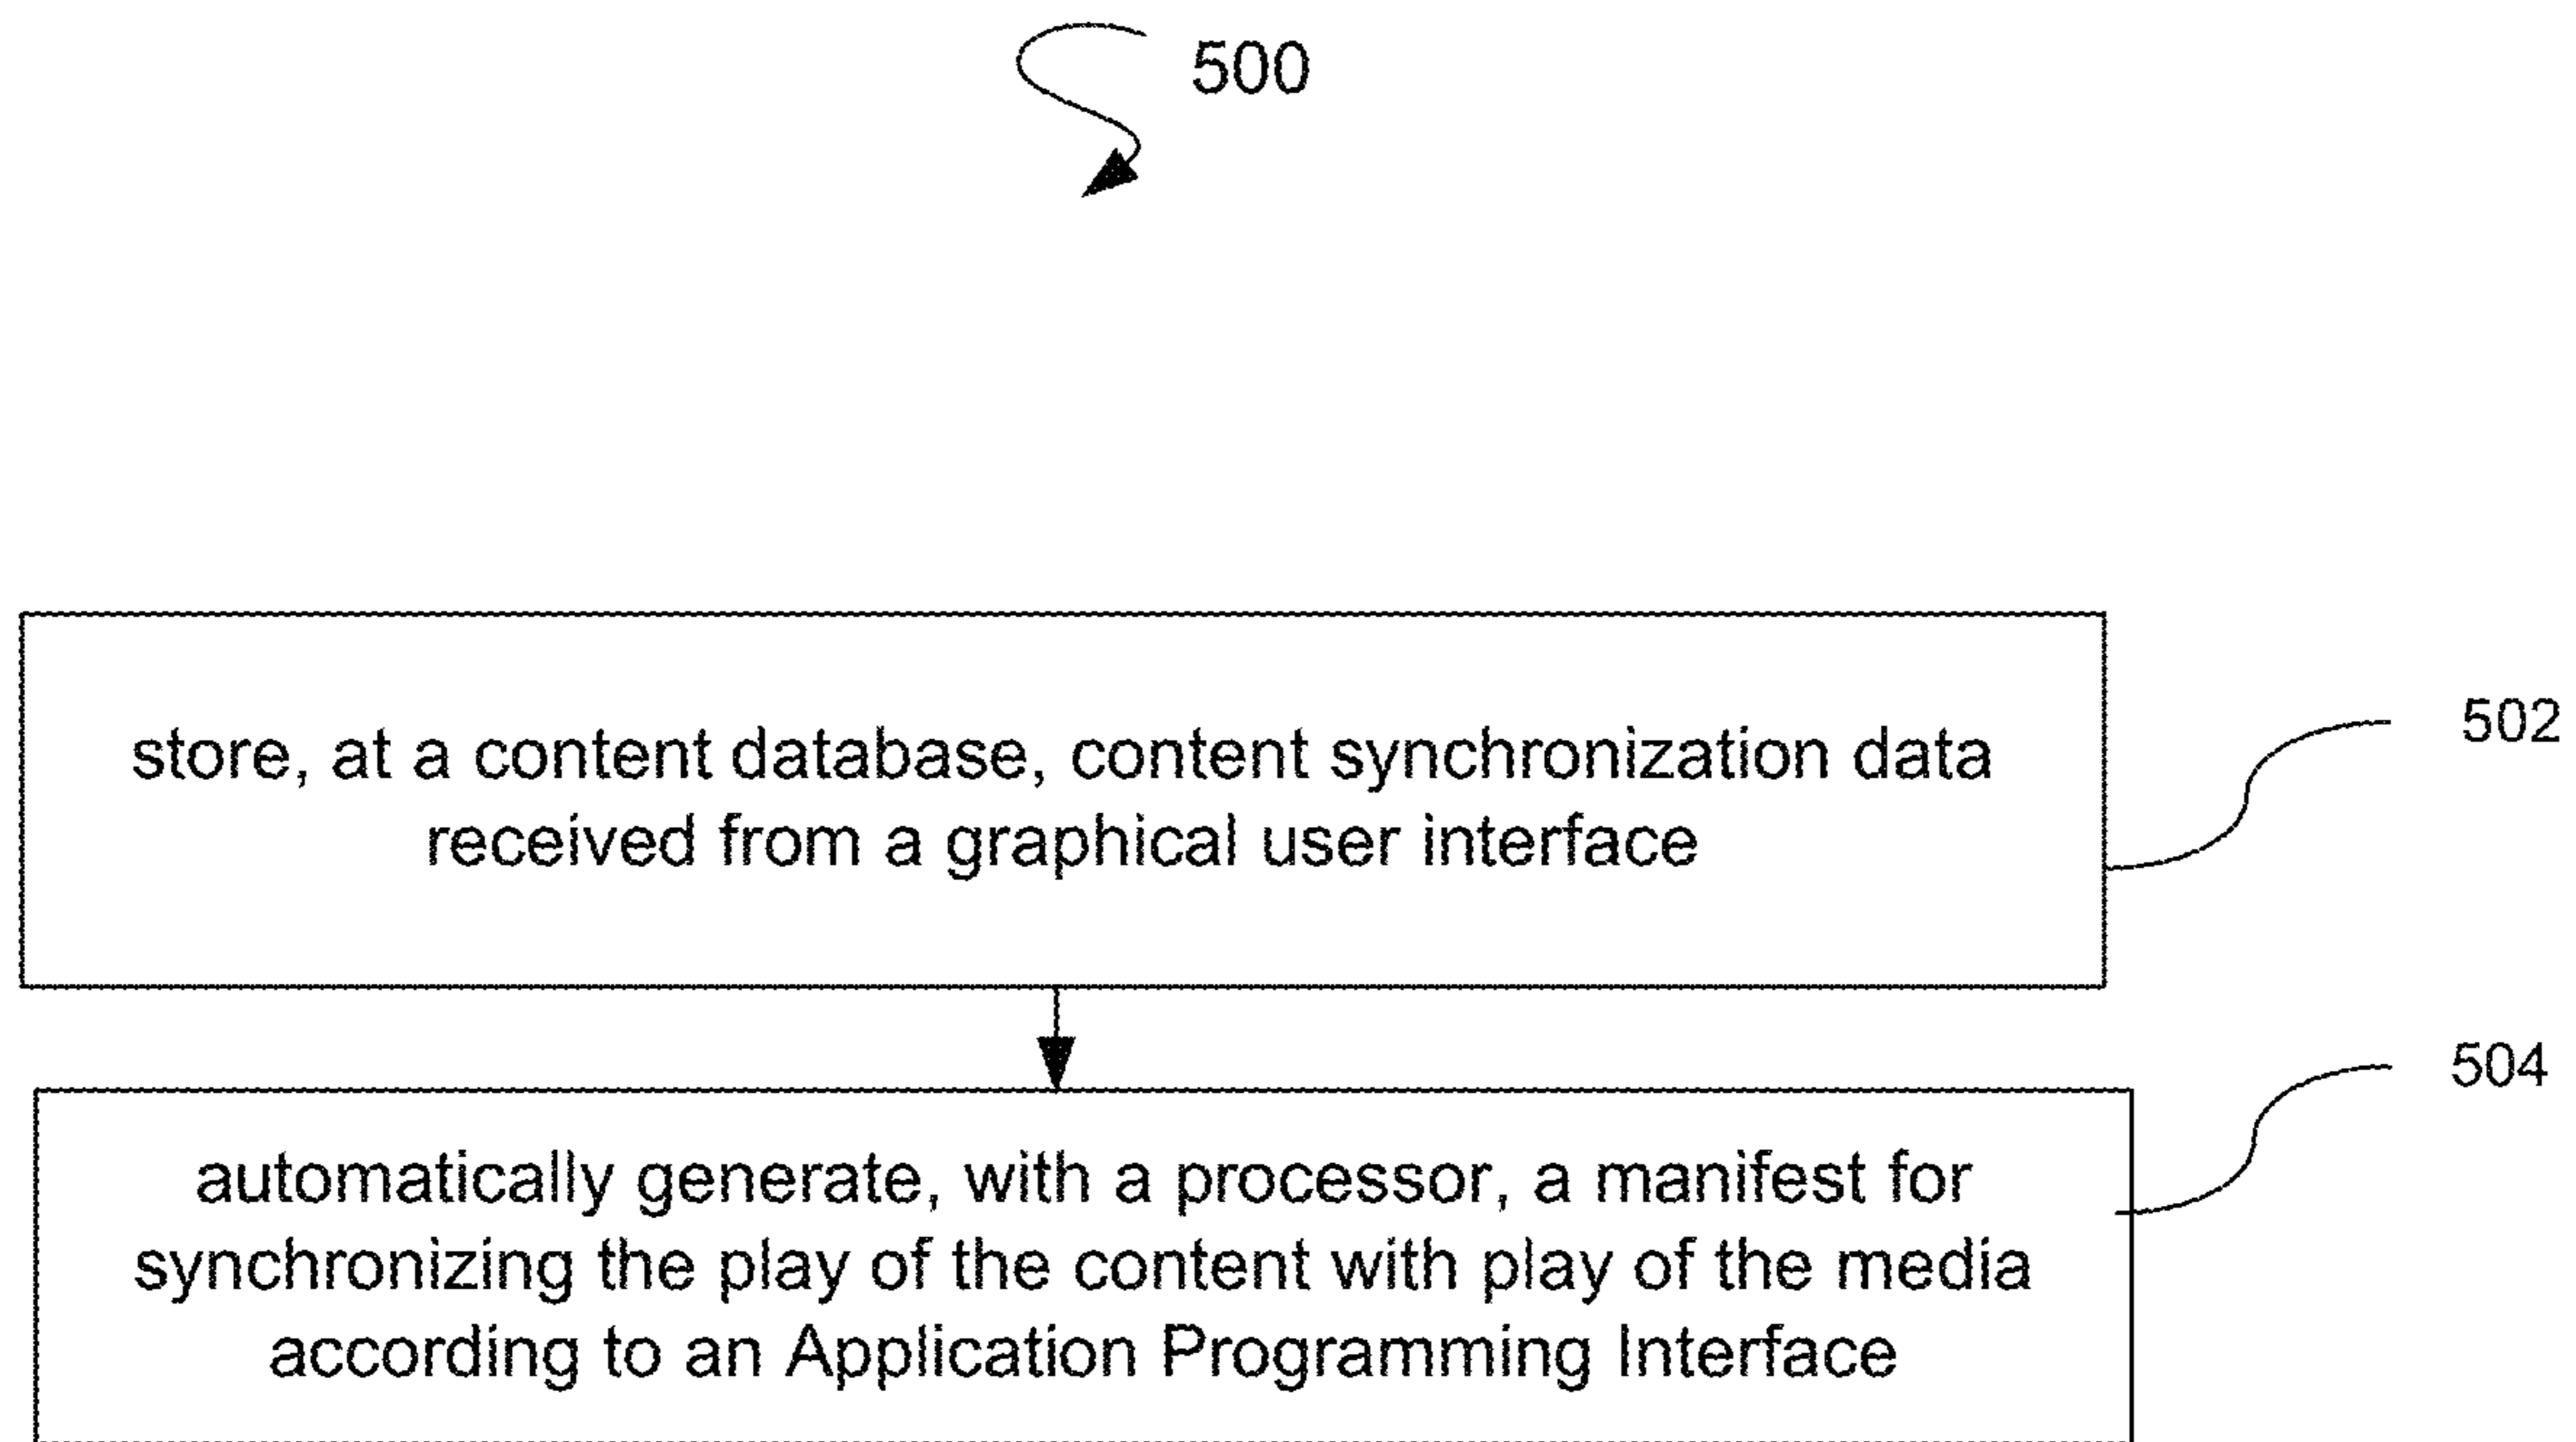 500
store, at a content database, content synchronization data
received from a graphical user interface
502
automatically generate, with a processor, a manifest for
synchronizing the play of the content with play of the media
according to an Application Programming Interface
504